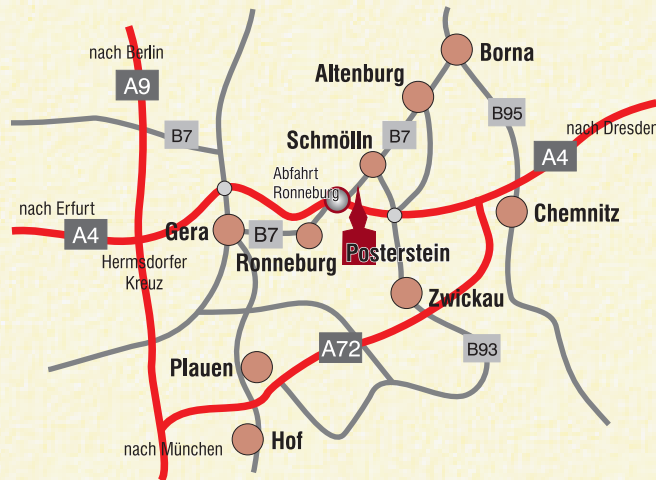 nach Berlin
Borna
Altenburg
A9
B95
B7
Schmölln
B7
nach Dresden
A4
Abfahrt
Ronneburg
nach Erfurt
Chemnitz
A4
Gera
B7
Ronneburg
Posterstein
Hermsdorfer
Kreuz
Zwickau
A72
B93
Plauen
nach München
Hof